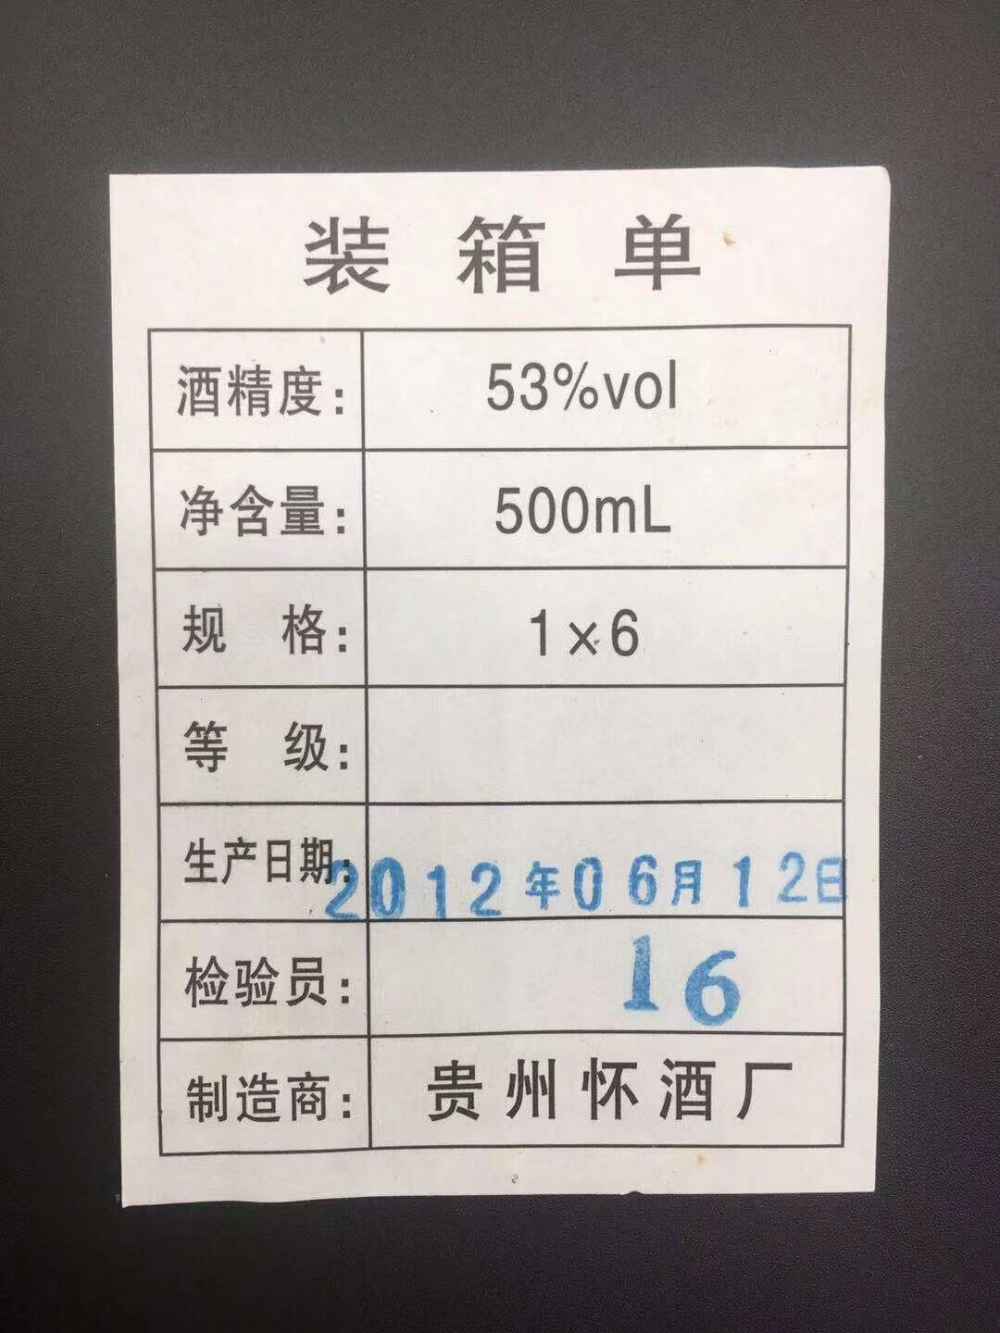 装箱单
酒精度: 53%vol
净含量: 500mL
规格: 1×6
等级:
生产日期: 2012年06月12日
检验员: 16
制造商: 贵州怀酒厂